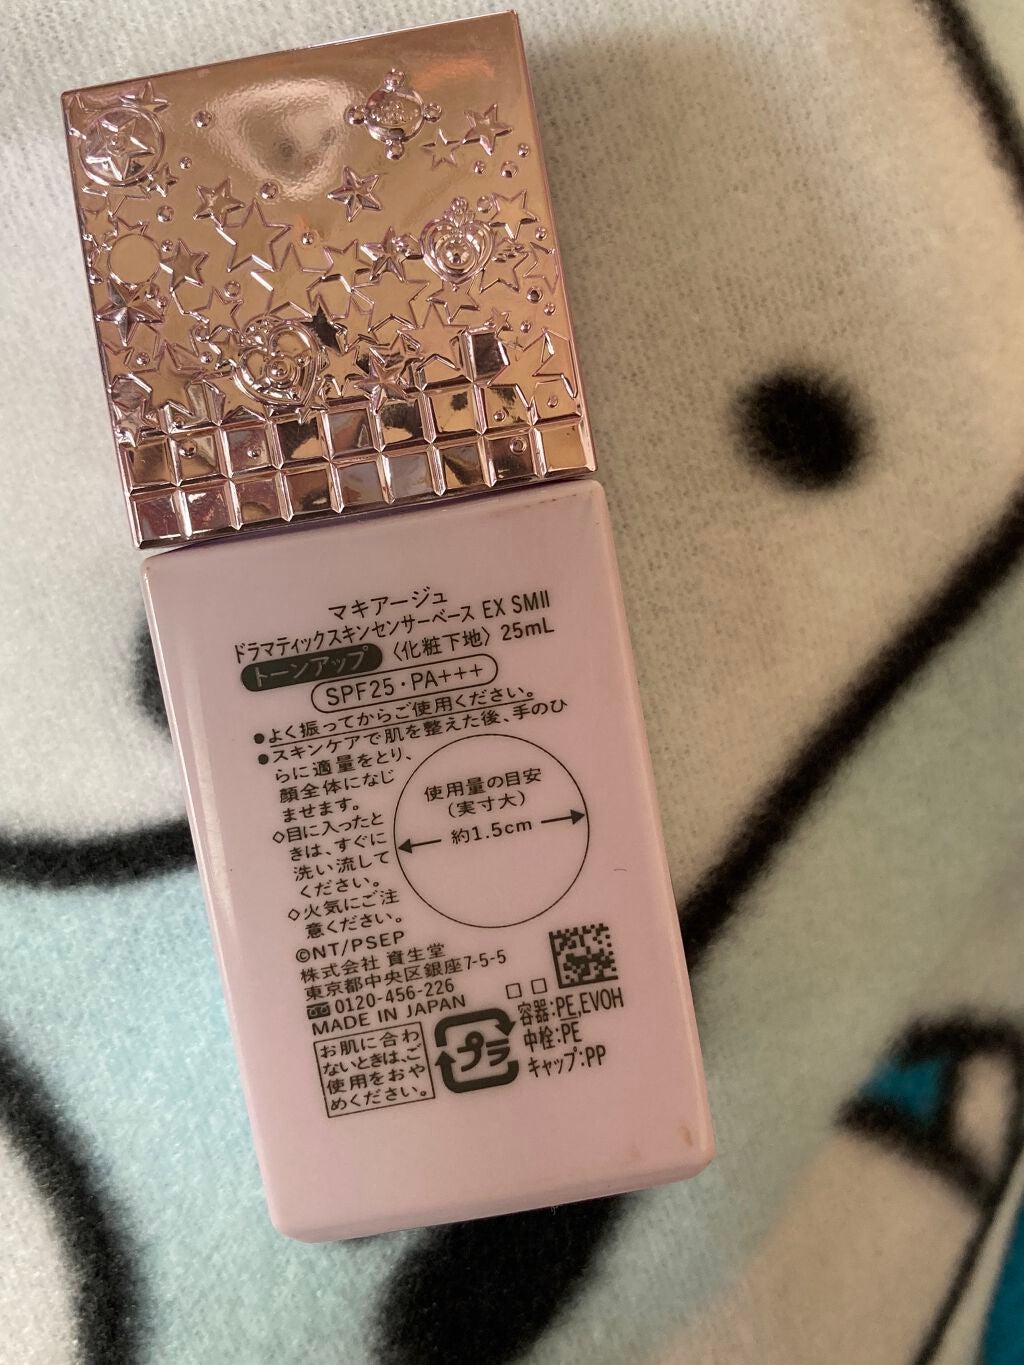 マキアージュ
ドラマティックスキンセンサーベース EX SMII
トーンアップ 〈化粧下地〉 25mL
SPF25・PA+++
●よく振ってからご使用ください。
●スキンケアで肌を整えた後、手のひ
らに適量をとり、
顔全体になじ
ませます。
◇目に入ったと
きは、すぐに
洗い流して
ください。
◇火気にご注
意ください。
使用量の目安
(実寸大)
約1.5cm
©NT/PSEP
株式会社 資生堂
東京都中央区銀座7-5-5
0120-456-226
MADE IN JAPAN
お肌に合わ
ないときは、ご
使用をおや
めください。
プラ
容器:PE,EVOH
中栓:PE
キャップ:PP